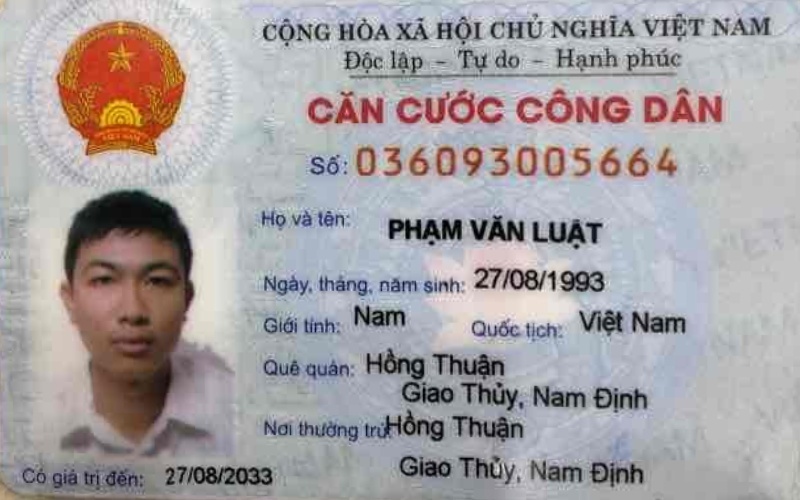 CỘNG HÒA XÃ HỘI CHỦ NGHĨA VIỆT NAM
Độc lập – Tự do – Hạnh phúc
CĂN CƯỚC CÔNG DÂN
Số: 036093005664
Họ và tên: PHẠM VĂN LUẬT
Ngày, tháng, năm sinh: 27/08/1993
Giới tính: Nam Quốc tịch: Việt Nam
Quê quán: Hồng Thuận
Giao Thủy, Nam Định
Nơi thường trú: Hồng Thuận
Giao Thủy, Nam Định
Có giá trị đến: 27/08/2033
VIỆT NAM